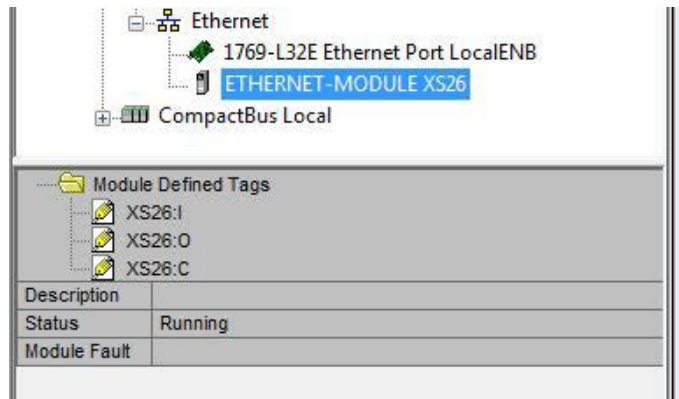 Ethernet
1769-L32E Ethernet Port LocalENB
ETHERNET-MODULE XS26
CompactBus Local
Module Defined Tags
XS26:I
XS26:O
XS26:C
Description
Status Running
Module Fault